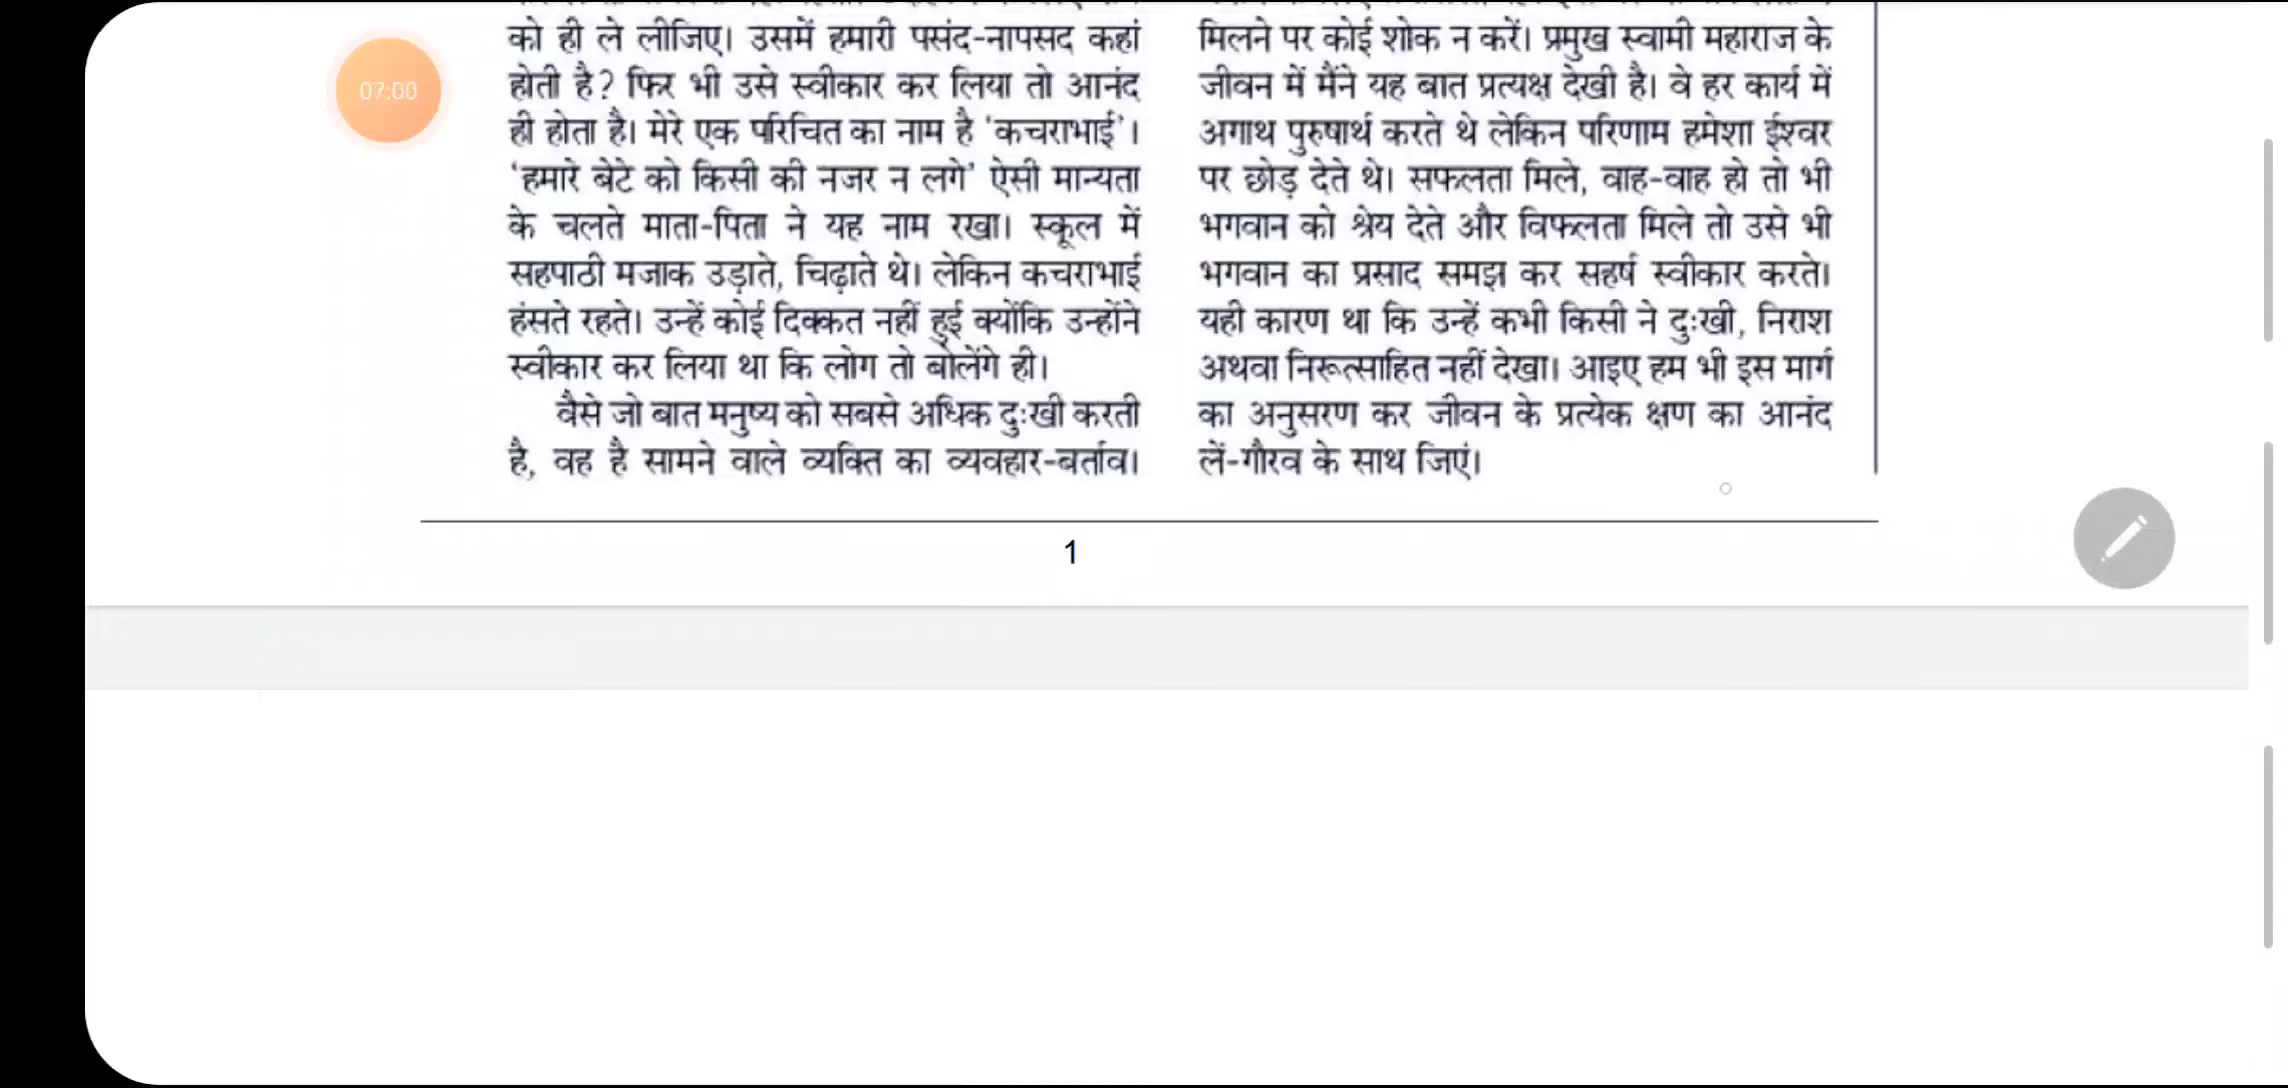 07:00
को ही ले लीजिए। उसमें हमारी पसंद-नापसद कहां
होती है? फिर भी उसे स्वीकार कर लिया तो आनंद
ही होता है। मेरे एक परिचित का नाम है 'कचराभाई'।
'हमारे बेटे को किसी की नजर न लगे' ऐसी मान्यता
के चलते माता-पिता ने यह नाम रखा। स्कूल में
सहपाठी मजाक उड़ाते, चिढ़ाते थे। लेकिन कचराभाई
हंसते रहते। उन्हें कोई दिक्कत नहीं हुई क्योंकि उन्होंने
स्वीकार कर लिया था कि लोग तो बोलेंगे ही।
वैसे जो बात मनुष्य को सबसे अधिक दुःखी करती
है, वह है सामने वाले व्यक्ति का व्यवहार-बर्ताव।
मिलने पर कोई शोक न करें। प्रमुख स्वामी महाराज के
जीवन में मैंने यह बात प्रत्यक्ष देखी है। वे हर कार्य में
अगाथ पुरुषार्थ करते थे लेकिन परिणाम हमेशा ईश्वर
पर छोड़ देते थे। सफलता मिले, वाह-वाह हो तो भी
भगवान को श्रेय देते और विफलता मिले तो उसे भी
भगवान का प्रसाद समझ कर सहर्ष स्वीकार करते।
यही कारण था कि उन्हें कभी किसी ने दुःखी, निराश
अथवा निरूत्साहित नहीं देखा। आइए हम भी इस मार्ग
का अनुसरण कर जीवन के प्रत्येक क्षण का आनंद
लें-गौरव के साथ जिएं।
1